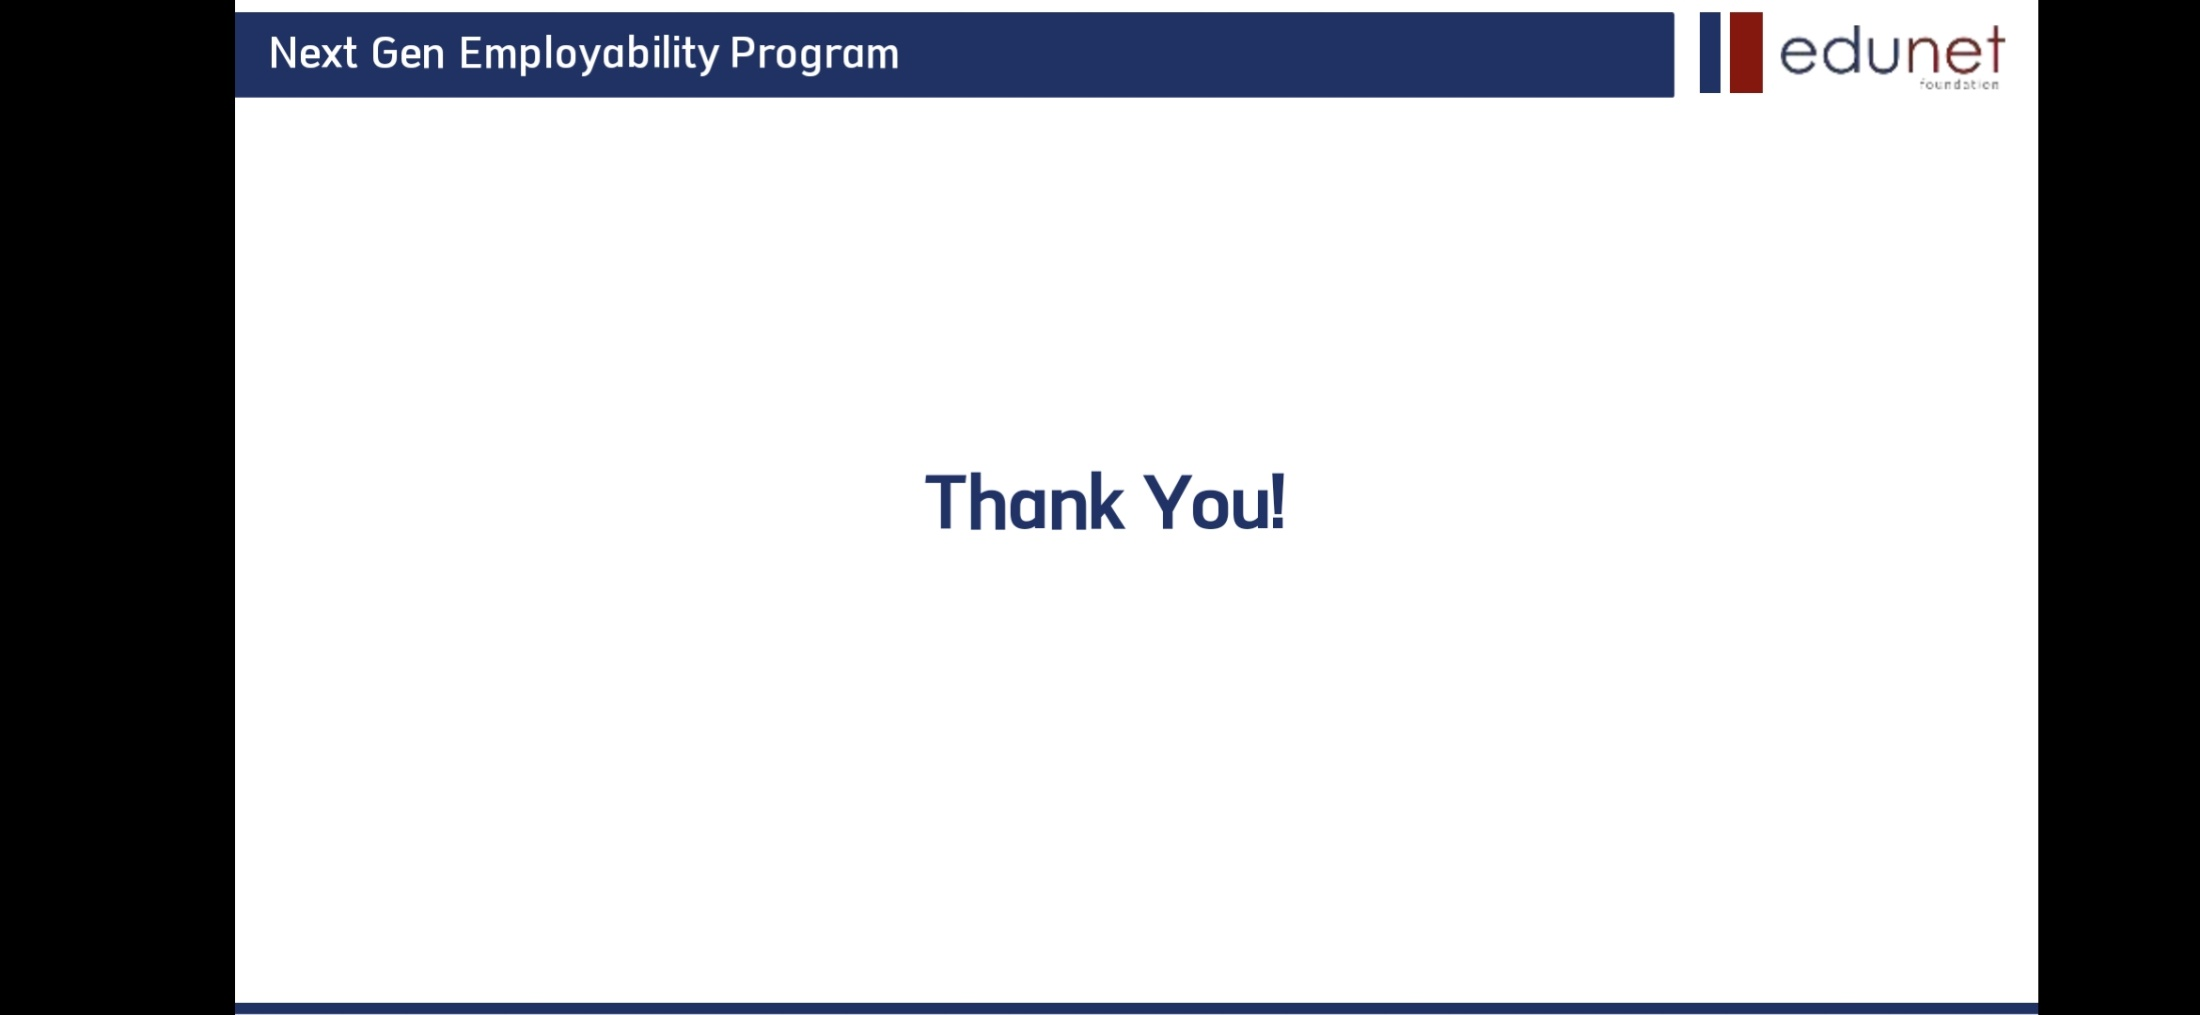 Next Gen Employability Program
edunet
foundation
Thank You!